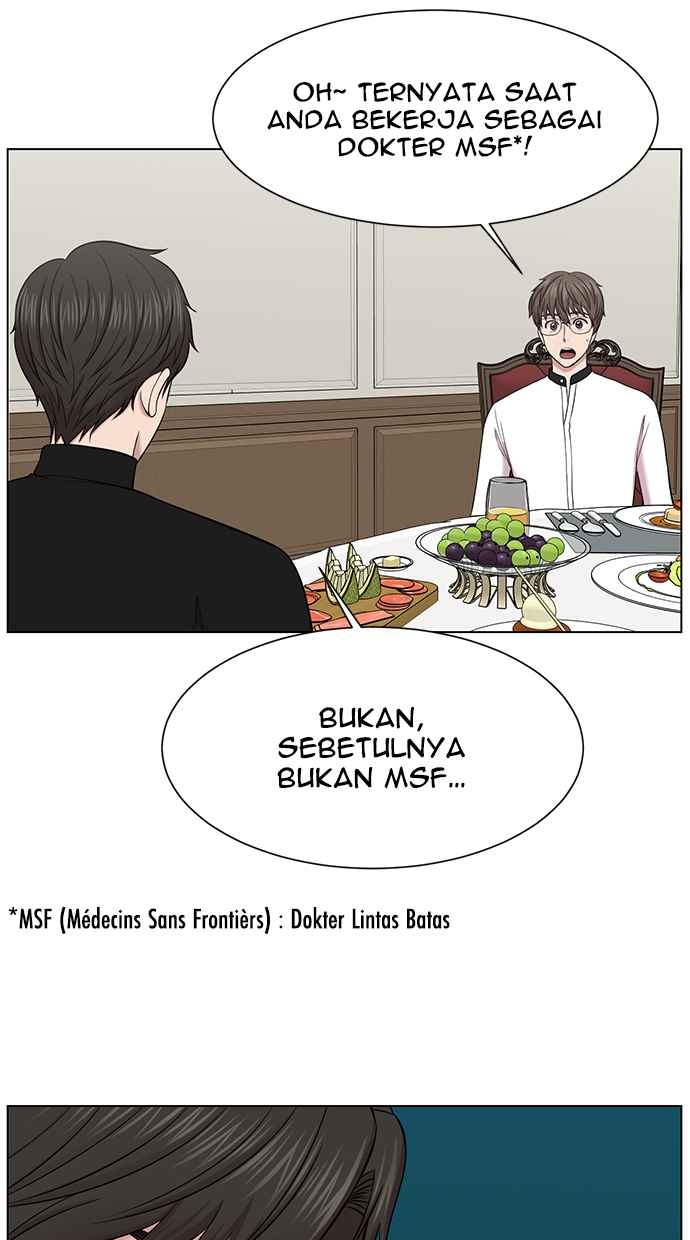 OH~ TERNYATA SAAT
ANDA BEKERJA SEBAGAI
DOKTER MSF*!
BUKAN,
SEBETULNYA
BUKAN MSF...
*MSF (Médecins Sans Frontièrs) : Dokter Lintas Batas